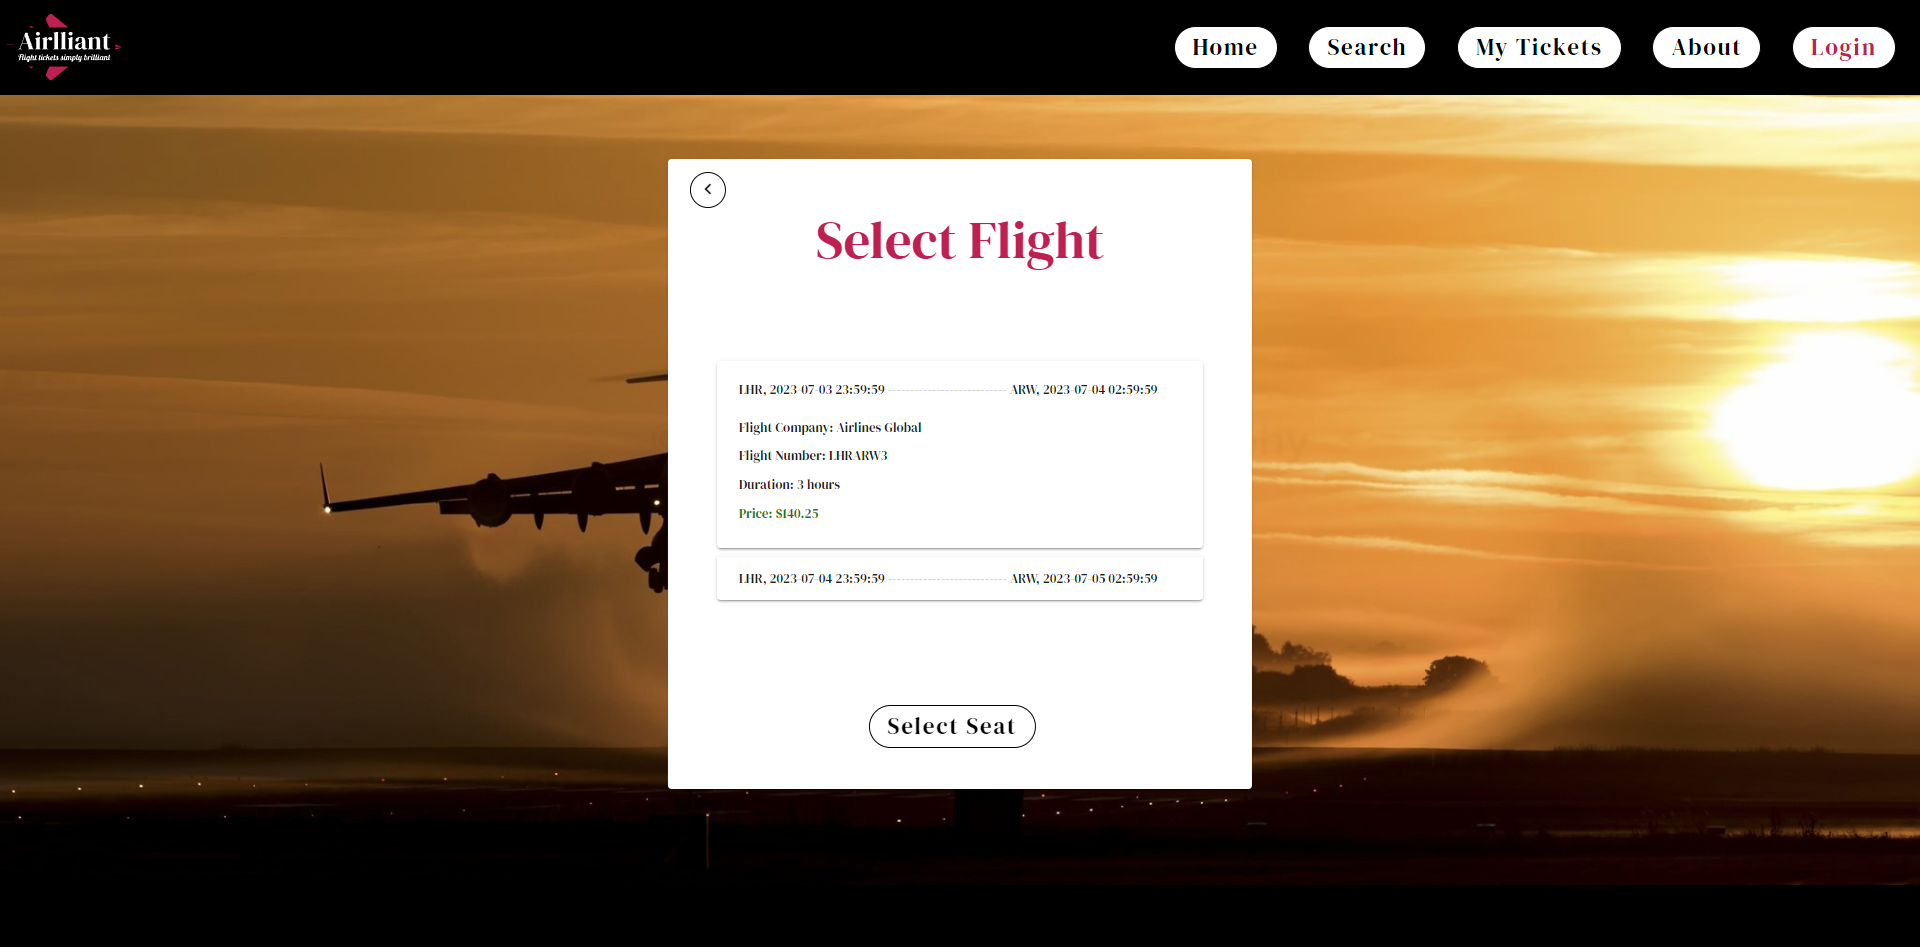 Airlliant
Flight tickets simply brilliant
Home
Search
My Tickets
About
Login
Select Flight
LHR, 2023-07-03 23:59:59 ------------------------- ARW, 2023-07-04 02:59:59
Flight Company: Airlines Global
Flight Number: LHRARW3
Duration: 3 hours
Price: $140.25
LHR, 2023-07-04 23:59:59 ------------------------- ARW, 2023-07-05 02:59:59
Select Seat